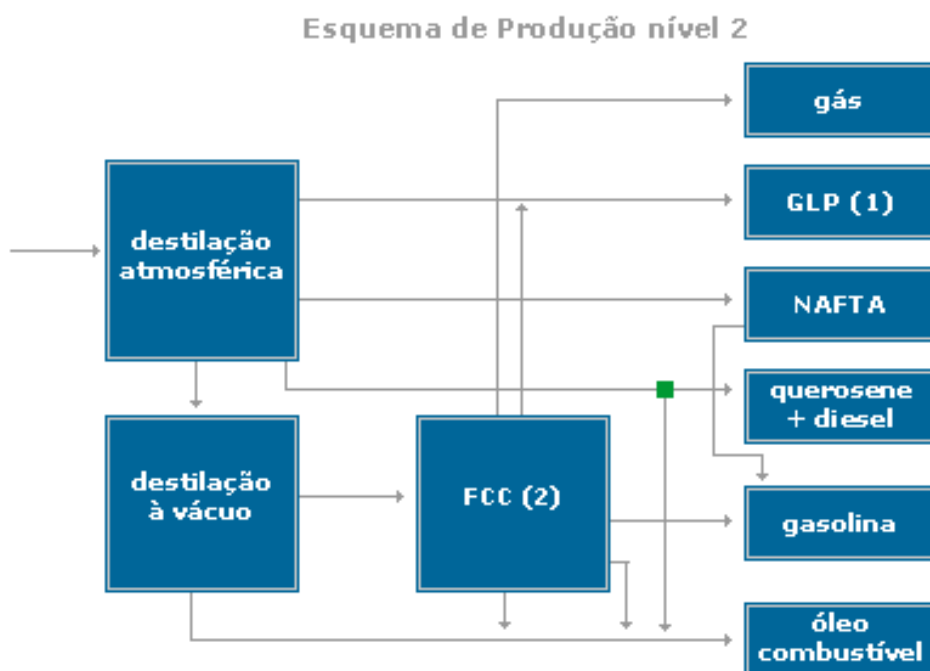 Esquema de Produção nível 2
gás
GLP (1)
destilação
atmosférica
NAFTA
querosene
+ diesel
destilação
à vácuo
FCC (2)
gasolina
óleo
combustível